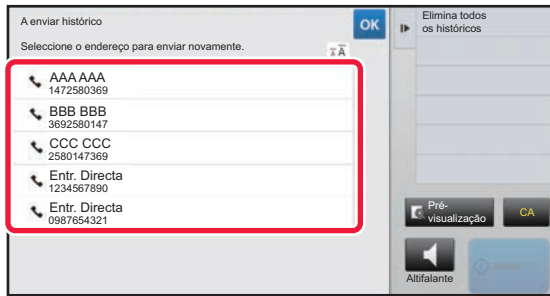 A enviar histórico
OK
Seleccione o endereço para enviar novamente.
AAA AAA
1472580369
BBB BBB
3692580147
CCC CCC
2580147369
Entr. Directa
1234567890
Entr. Directa
0987654321
Elimina todos
os históricos
Pré-
visualização
CA
Altifalante
Iniciar